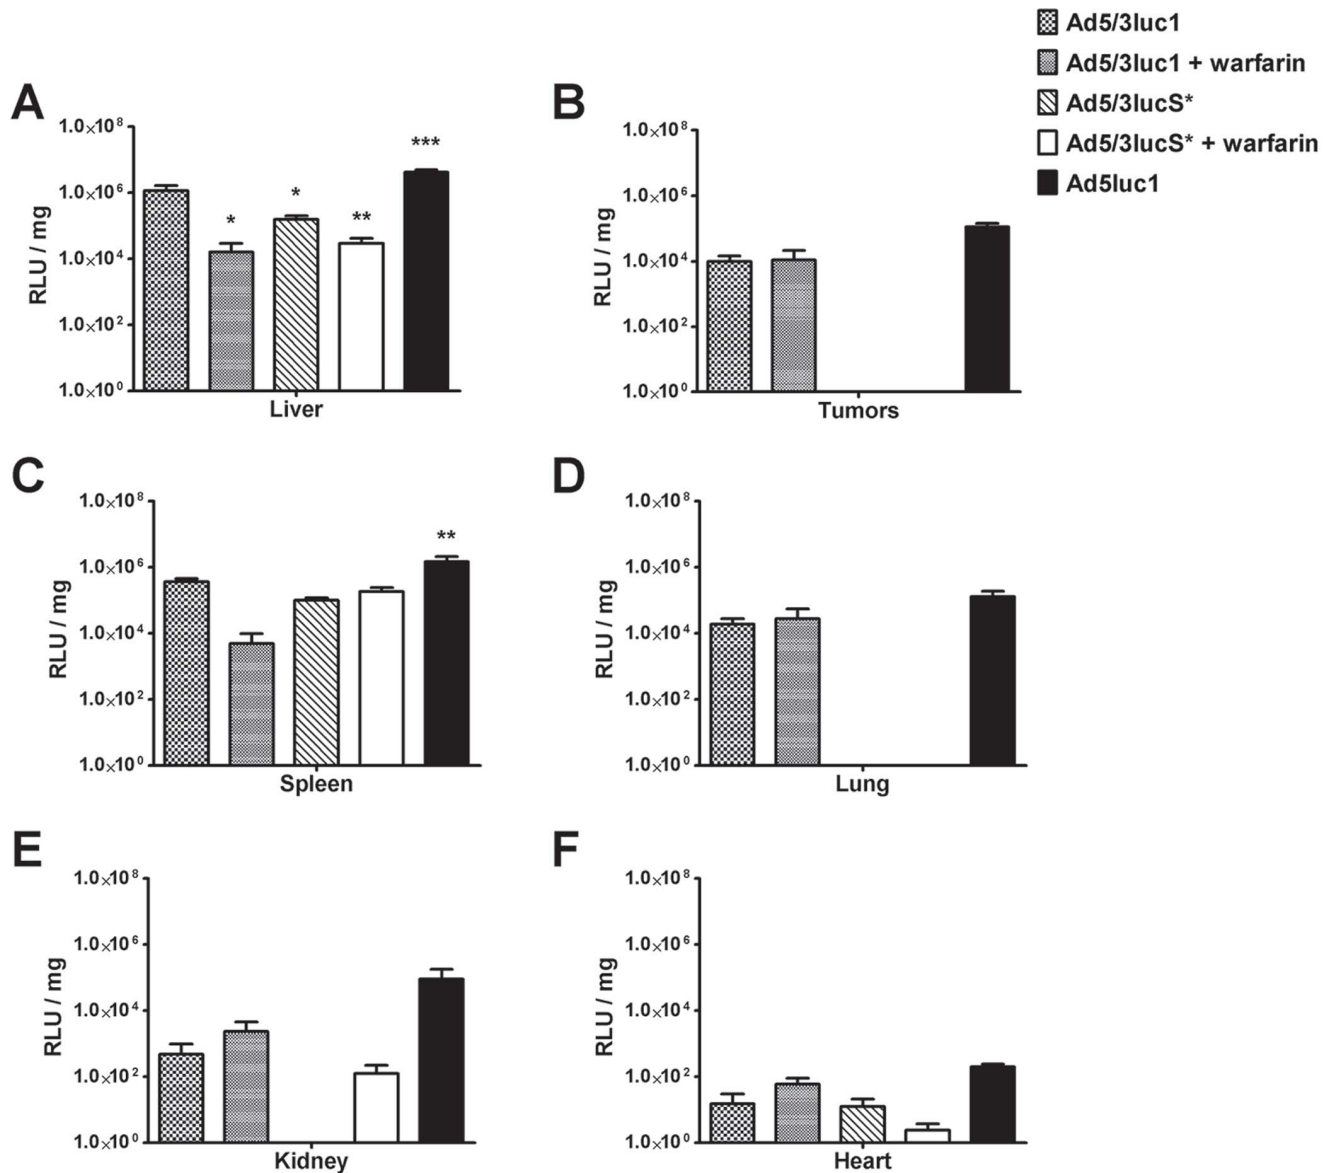 Ad5/3luc1
Ad5/3luc1 + warfarin
Ad5/3lucS*
Ad5/3lucS* + warfarin
Ad5luc1
A
RLU / mg
1.0×10⁸
1.0×10⁶
1.0×10⁴
1.0×10²
1.0×10⁰
*
*
**
***
Liver
B
RLU / mg
1.0×10⁸
1.0×10⁶
1.0×10⁴
1.0×10²
1.0×10⁰
Tumors
C
RLU / mg
1.0×10⁸
1.0×10⁶
1.0×10⁴
1.0×10²
1.0×10⁰
**
Spleen
D
RLU / mg
1.0×10⁸
1.0×10⁶
1.0×10⁴
1.0×10²
1.0×10⁰
Lung
E
RLU / mg
1.0×10⁸
1.0×10⁶
1.0×10⁴
1.0×10²
1.0×10⁰
Kidney
F
RLU / mg
1.0×10⁸
1.0×10⁶
1.0×10⁴
1.0×10²
1.0×10⁰
Heart